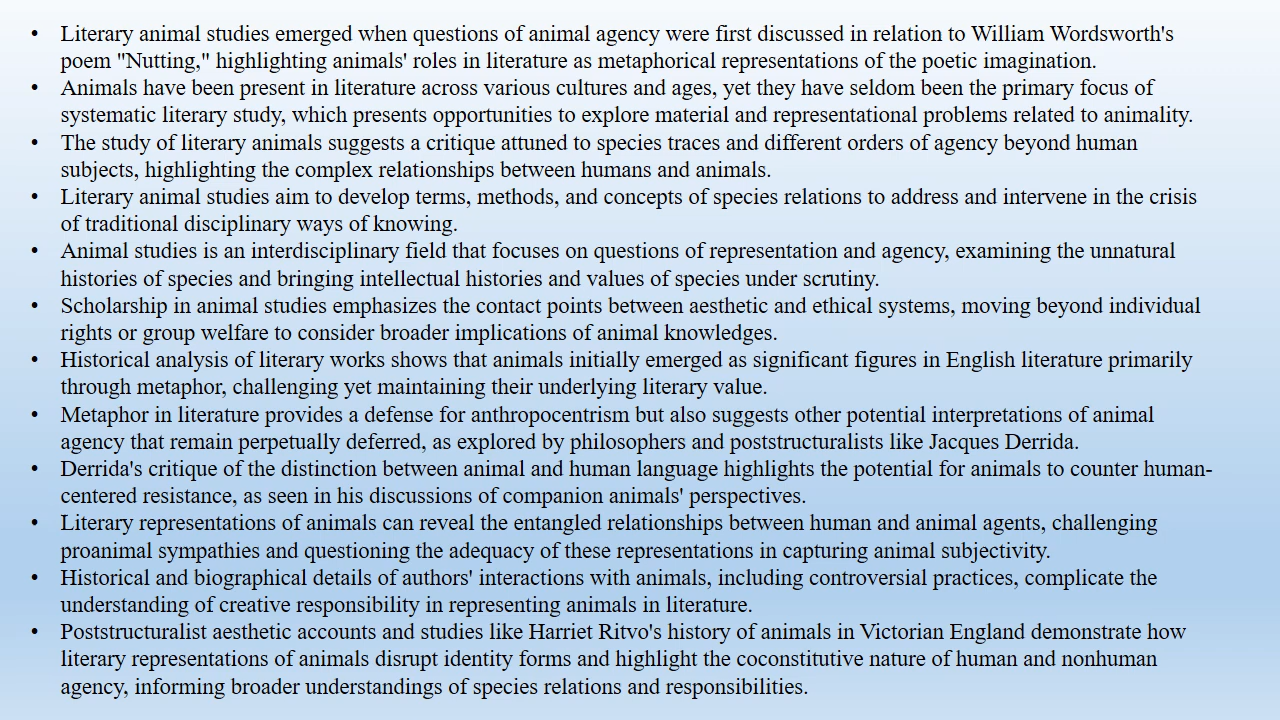 • Literary animal studies emerged when questions of animal agency were first discussed in relation to William Wordsworth's
poem "Nutting," highlighting animals' roles in literature as metaphorical representations of the poetic imagination.
• Animals have been present in literature across various cultures and ages, yet they have seldom been the primary focus of
systematic literary study, which presents opportunities to explore material and representational problems related to animality.
• The study of literary animals suggests a critique attuned to species traces and different orders of agency beyond human
subjects, highlighting the complex relationships between humans and animals.
• Literary animal studies aim to develop terms, methods, and concepts of species relations to address and intervene in the crisis
of traditional disciplinary ways of knowing.
• Animal studies is an interdisciplinary field that focuses on questions of representation and agency, examining the unnatural
histories of species and bringing intellectual histories and values of species under scrutiny.
• Scholarship in animal studies emphasizes the contact points between aesthetic and ethical systems, moving beyond individual
rights or group welfare to consider broader implications of animal knowledges.
• Historical analysis of literary works shows that animals initially emerged as significant figures in English literature primarily
through metaphor, challenging yet maintaining their underlying literary value.
• Metaphor in literature provides a defense for anthropocentrism but also suggests other potential interpretations of animal
agency that remain perpetually deferred, as explored by philosophers and poststructuralists like Jacques Derrida.
• Derrida's critique of the distinction between animal and human language highlights the potential for animals to counter human-
centered resistance, as seen in his discussions of companion animals' perspectives.
• Literary representations of animals can reveal the entangled relationships between human and animal agents, challenging
proanimal sympathies and questioning the adequacy of these representations in capturing animal subjectivity.
• Historical and biographical details of authors' interactions with animals, including controversial practices, complicate the
understanding of creative responsibility in representing animals in literature.
• Poststructuralist aesthetic accounts and studies like Harriet Ritvo's history of animals in Victorian England demonstrate how
literary representations of animals disrupt identity forms and highlight the coconstitutive nature of human and nonhuman
agency, informing broader understandings of species relations and responsibilities.